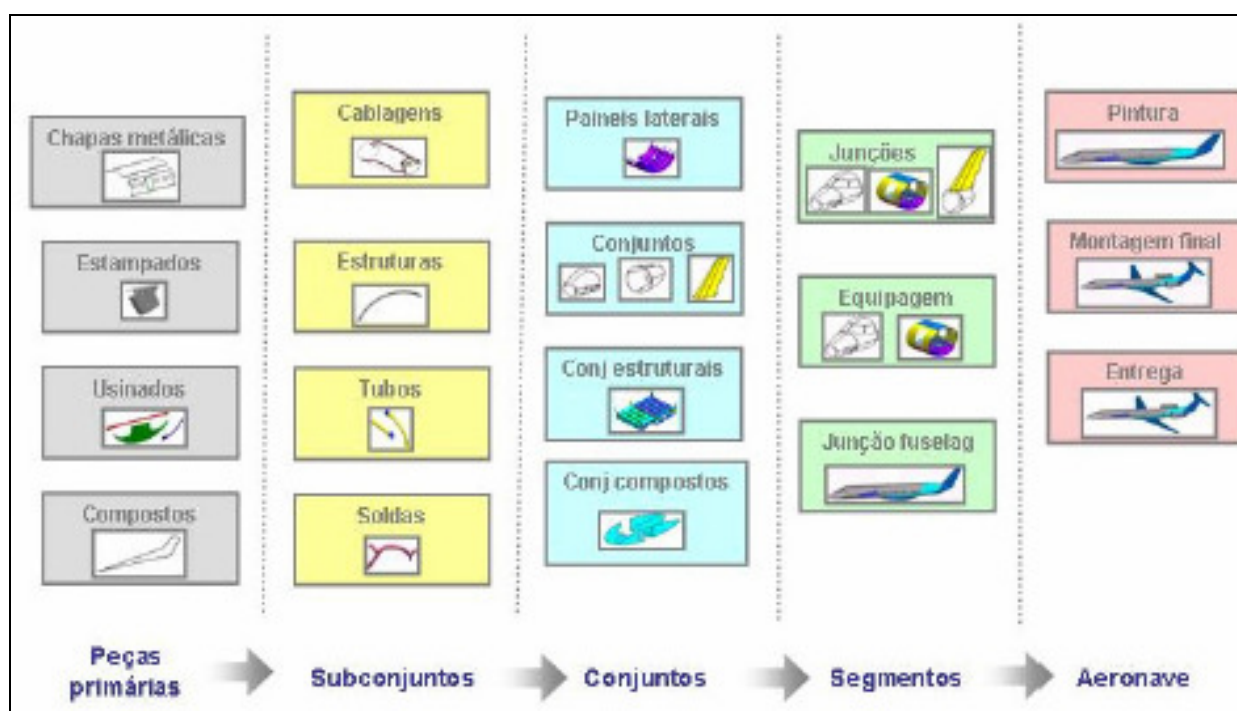 Chapas metálicas
Estampados
Usinados
Compostos
Cablagens
Estruturas
Tubos
Soldas
Paineis laterais
Conjuntos
Conj estruturais
Conj compostos
Junções
Equipagem
Junção fuselag
Pintura
Montagem final
Entrega
Peças
primárias
Subconjuntos
Conjuntos
Segmentos
Aeronave